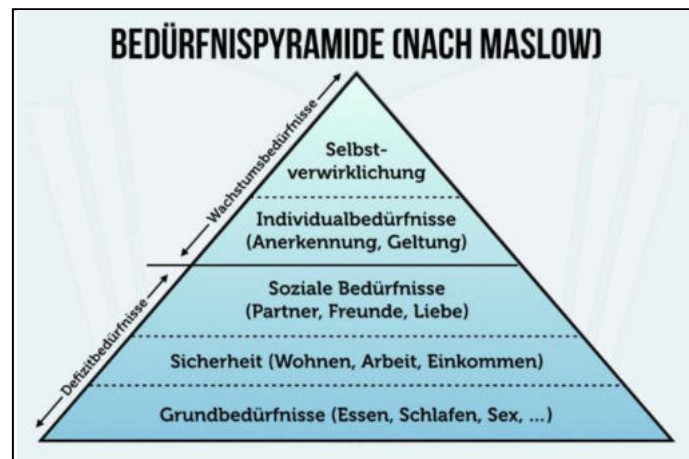 BEDÜRFNISPYRAMIDE (NACH MASLOW)
Wachstumsbedürfnisse
Selbst-
verwirklichung
Individualbedürfnisse
(Anerkennung, Geltung)
Defizitbedürfnisse
Soziale Bedürfnisse
(Partner, Freunde, Liebe)
Sicherheit (Wohnen, Arbeit, Einkommen)
Grundbedürfnisse (Essen, Schlafen, Sex, ...)